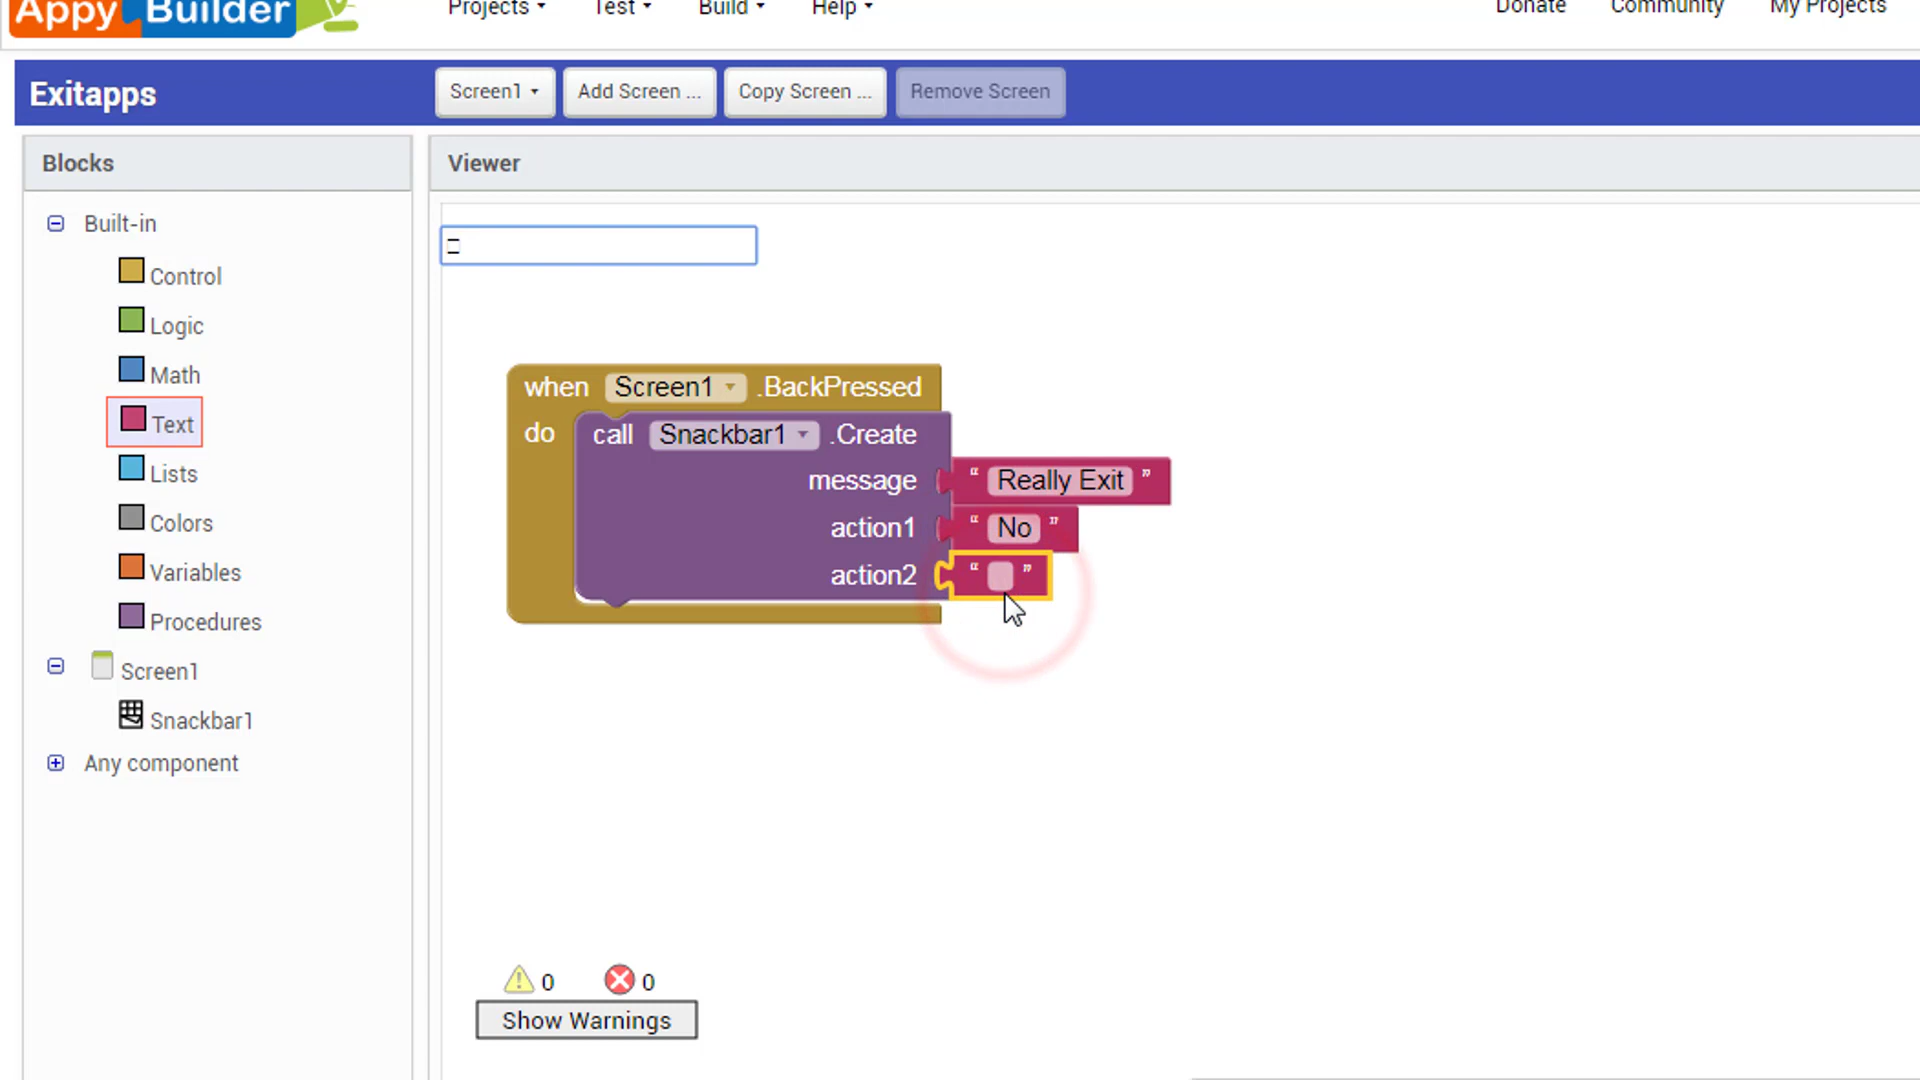 Appy Builder
Projects Test Build Help Donate Community My Projects
Exitapps Screen1 Add Screen ... Copy Screen ... Remove Screen
Blocks
Viewer
Built-in
Control
Logic
Math
Text
Lists
Colors
Variables
Procedures
Screen1
Snackbar1
Any component
when Screen1 .BackPressed
do call Snackbar1 .Create
message “ Really Exit ”
action1 “ No ”
action2 “ ”
0 0
Show Warnings